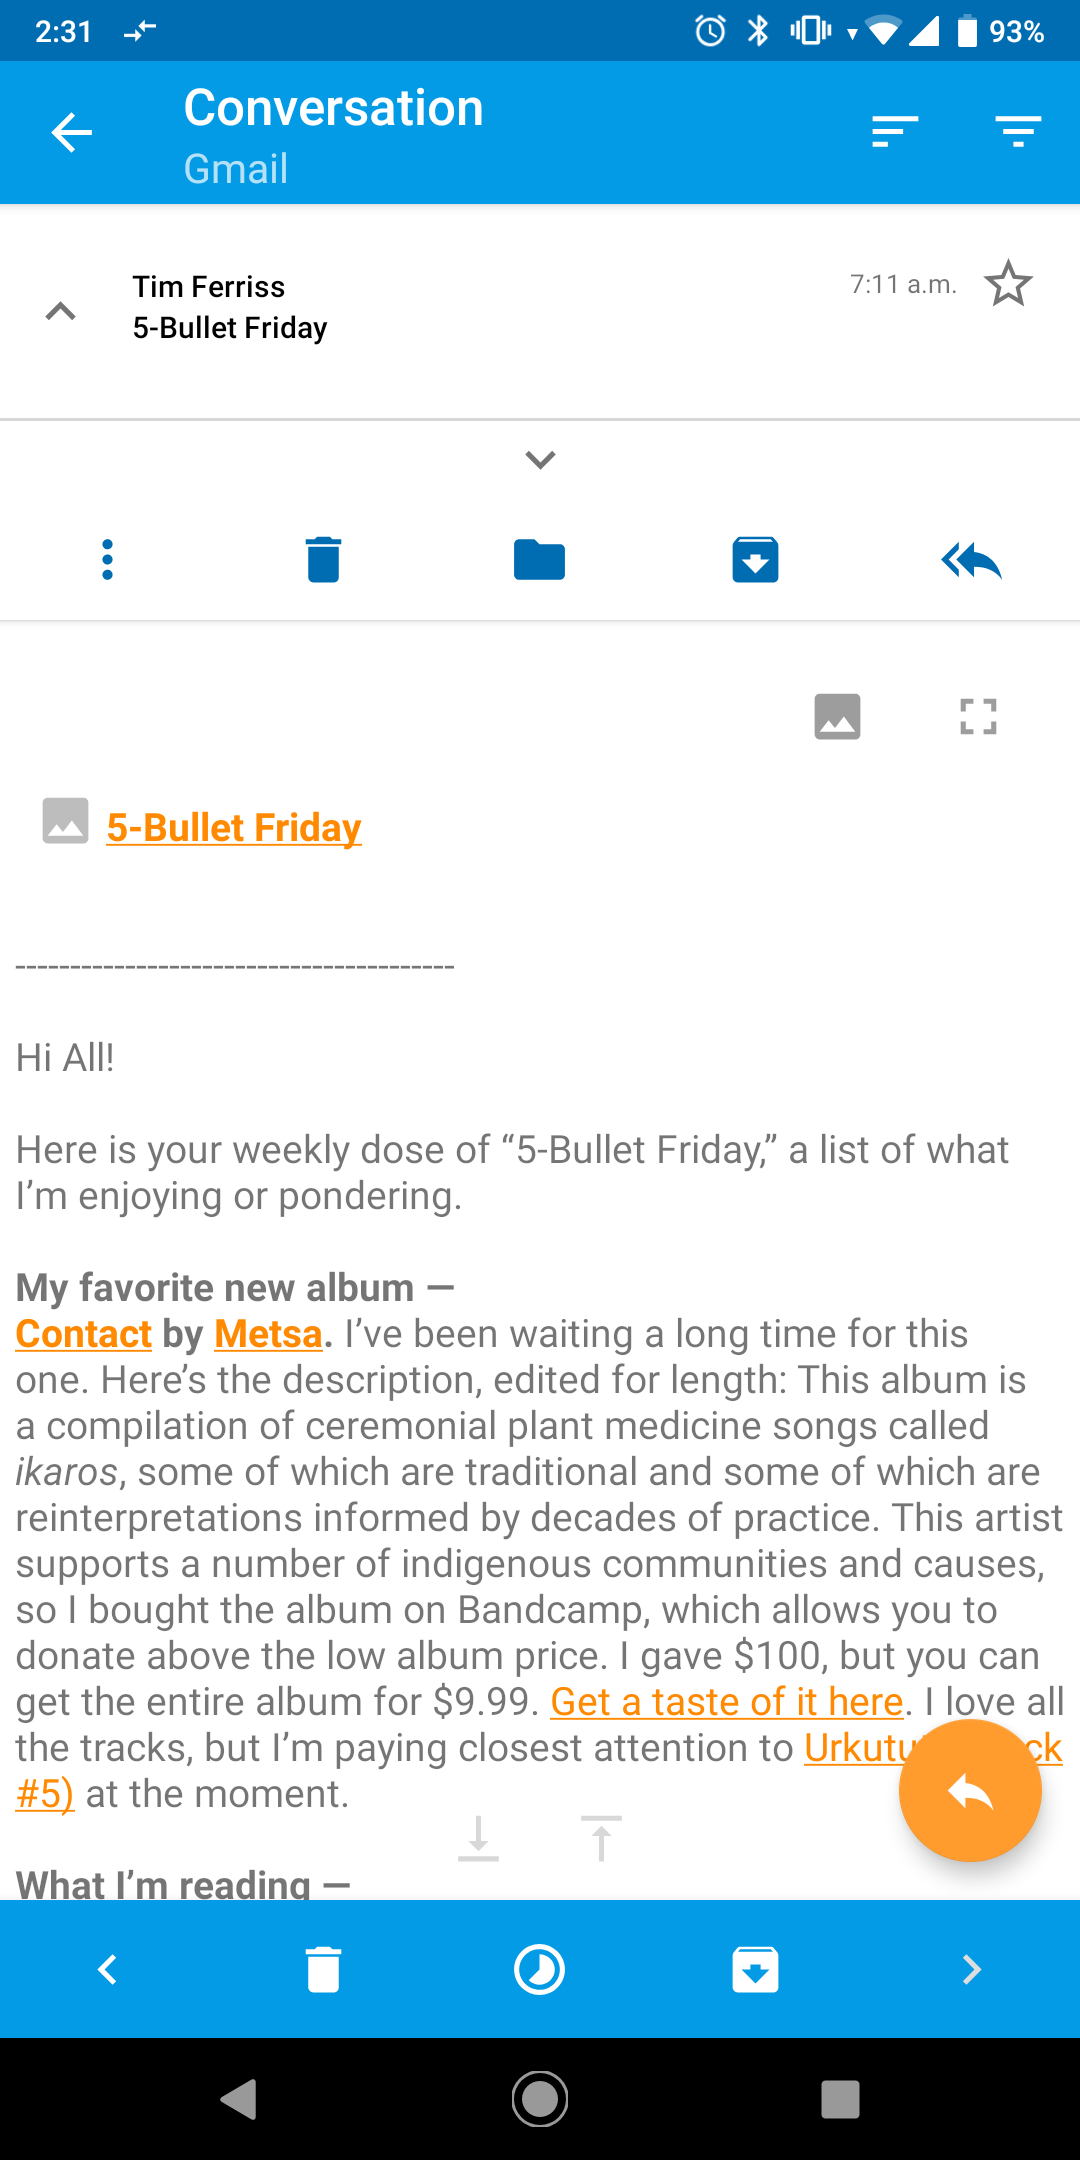 2:31
93%
Conversation
Gmail
Tim Ferriss
7:11 a.m.
5-Bullet Friday
5-Bullet Friday
----------------------------------------
Hi All!
Here is your weekly dose of “5-Bullet Friday,” a list of what
I’m enjoying or pondering.
My favorite new album —
Contact by Metsa. I’ve been waiting a long time for this
one. Here’s the description, edited for length: This album is
a compilation of ceremonial plant medicine songs called
ikaros, some of which are traditional and some of which are
reinterpretations informed by decades of practice. This artist
supports a number of indigenous communities and causes,
so I bought the album on Bandcamp, which allows you to
donate above the low album price. I gave $100, but you can
get the entire album for $9.99. Get a taste of it here. I love all
the tracks, but I’m paying closest attention to
#5) at the moment.
What I’m reading —